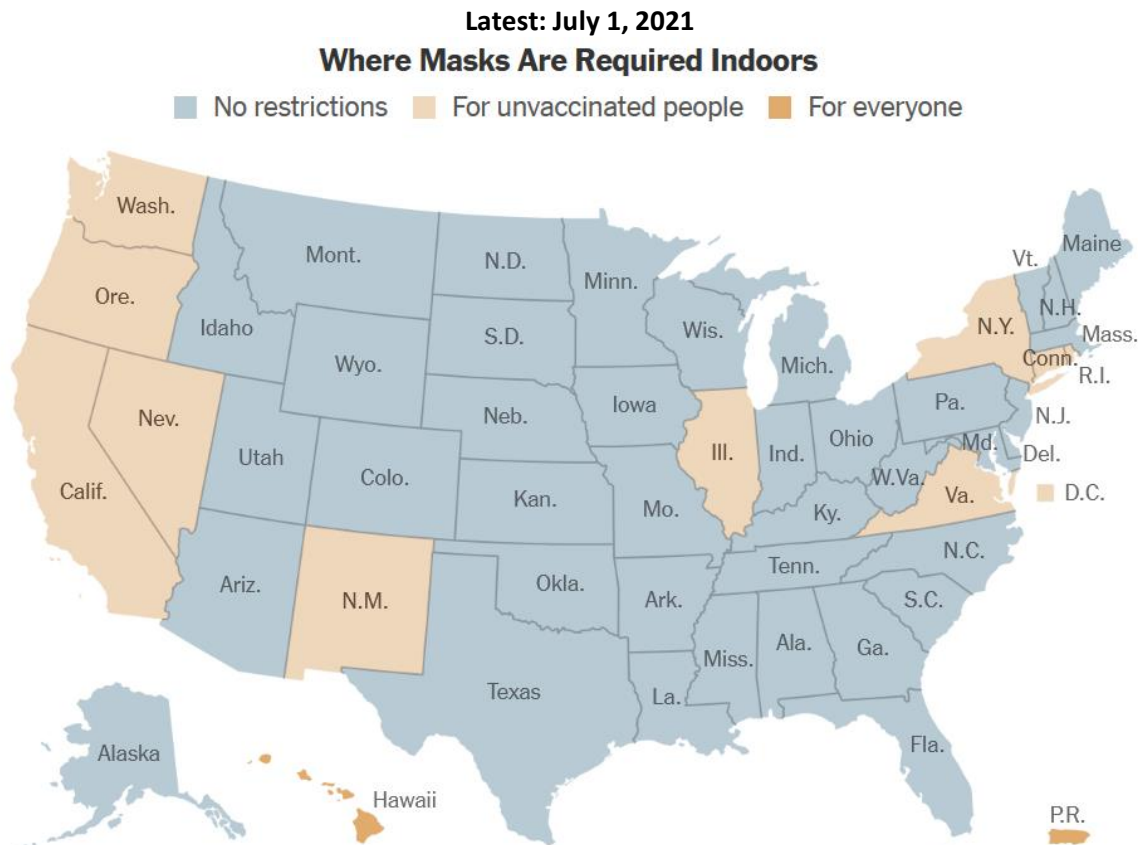 Latest: July 1, 2021
Where Masks Are Required Indoors
No restrictions For unvaccinated people For everyone
Wash.
Mont.
N.D.
Minn.
Vt.
Maine
Ore.
Idaho
S.D.
Wis.
N.Y.
N.H.
Mass.
Wyo.
Mich.
Conn.
R.I.
Nev.
Neb.
Iowa
Pa.
N.J.
Utah
Colo.
Ill.
Ind.
Ohio
Md.
Del.
Calif.
Kan.
Mo.
W.Va.
Va.
D.C.
Ky.
Ariz.
N.M.
Okla.
Ark.
Tenn.
N.C.
S.C.
Texas
La.
Miss.
Ala.
Ga.
Alaska
Hawaii
Fla.
P.R.